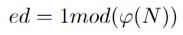 ed = 1mod(φ(N))